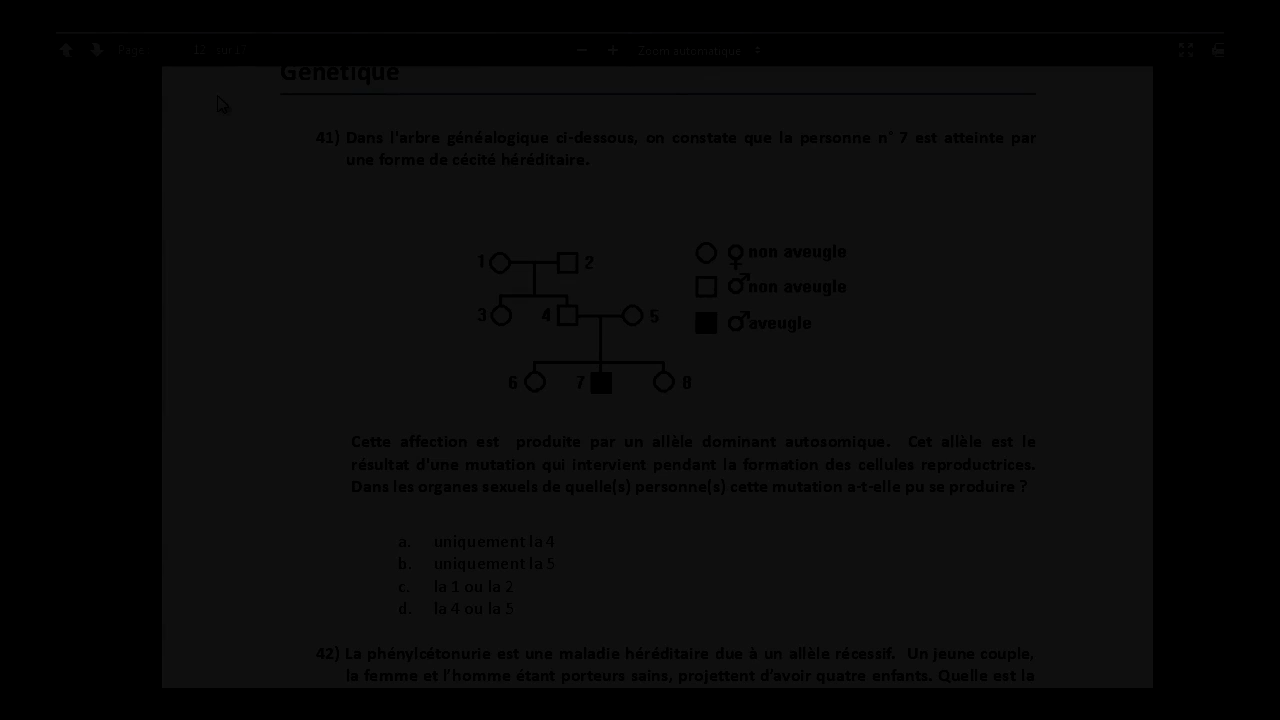 Page 12 sur 17 Zoom automatique
Génétique
41) Dans l'arbre généalogique ci-dessous, on constate que la personne n° 7 est atteinte par
une forme de cécité héréditaire.
1 2 non aveugle
non aveugle
3 4 5 aveugle
6 7 8
Cette affection est produite par un allèle dominant autosomique. Cet allèle est le
résultat d'une mutation qui intervient pendant la formation des cellules reproductrices.
Dans les organes sexuels de quelle(s) personne(s) cette mutation a-t-elle pu se produire ?
a. uniquement la 4
b. uniquement la 5
c. la 1 ou la 2
d. la 4 ou la 5
42) La phénylcétonurie est une maladie héréditaire due à un allèle récessif. Un jeune couple,
la femme et l'homme étant porteurs sains, projettent d'avoir quatre enfants. Quelle est la